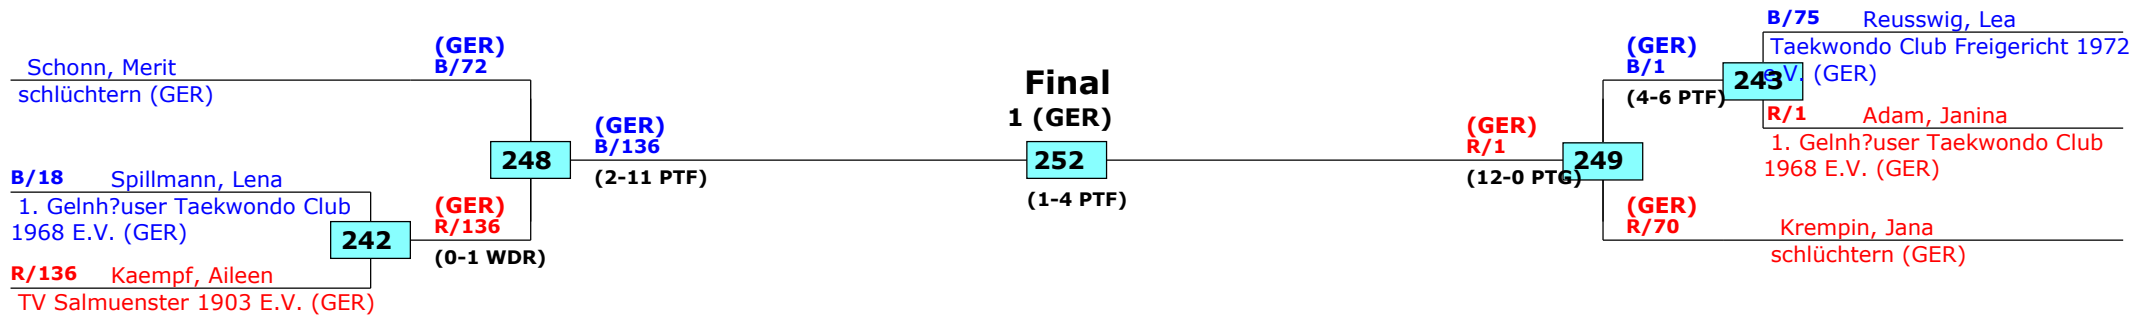 Schonn, Merit
schlüchtern (GER)
(GER)
B/72
B/18 Spillmann, Lena
1. Gelnh?user Taekwondo Club
1968 E.V. (GER)
242
(GER)
R/136
(0-1 WDR)
R/136 Kaempf, Aileen
TV Salmuenster 1903 E.V. (GER)
248
(GER)
B/136
(2-11 PTF)
Final
1 (GER)
252
(1-4 PTF)
(GER)
R/1
(12-0 PTG)
249
(GER)
B/1
(4-6 PTF)
243
B/75 Reusswig, Lea
Taekwondo Club Freigericht 1972
e.V. (GER)
R/1 Adam, Janina
1. Gelnh?user Taekwondo Club
1968 E.V. (GER)
(GER)
R/70
Krempin, Jana
schlüchtern (GER)